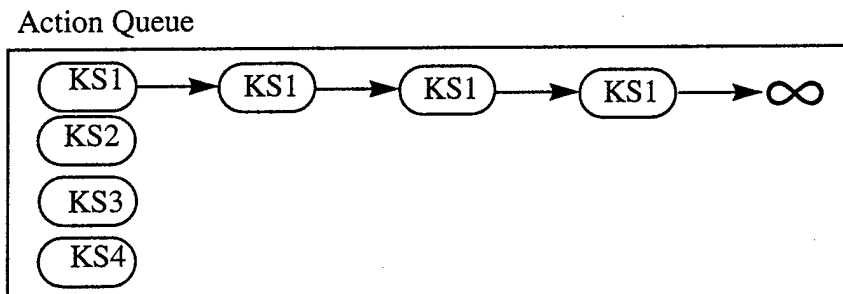 Action Queue
KS1 KS1 KS1 KS1 ∞
KS2
KS3
KS4